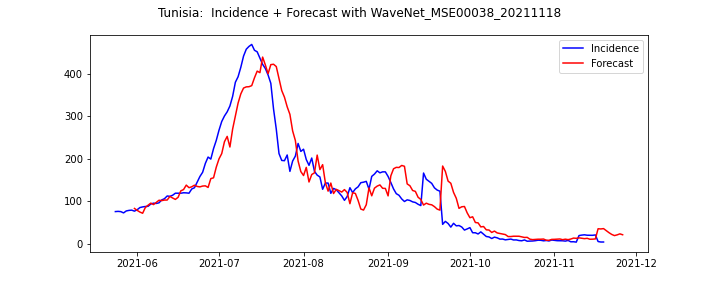 Tunisia:  Incidence + Forecast with WaveNet_MSE00038_20211118
Incidence
Forecast
400
300
200
100
0
2021-06 2021-07 2021-08 2021-09 2021-10 2021-11 2021-12